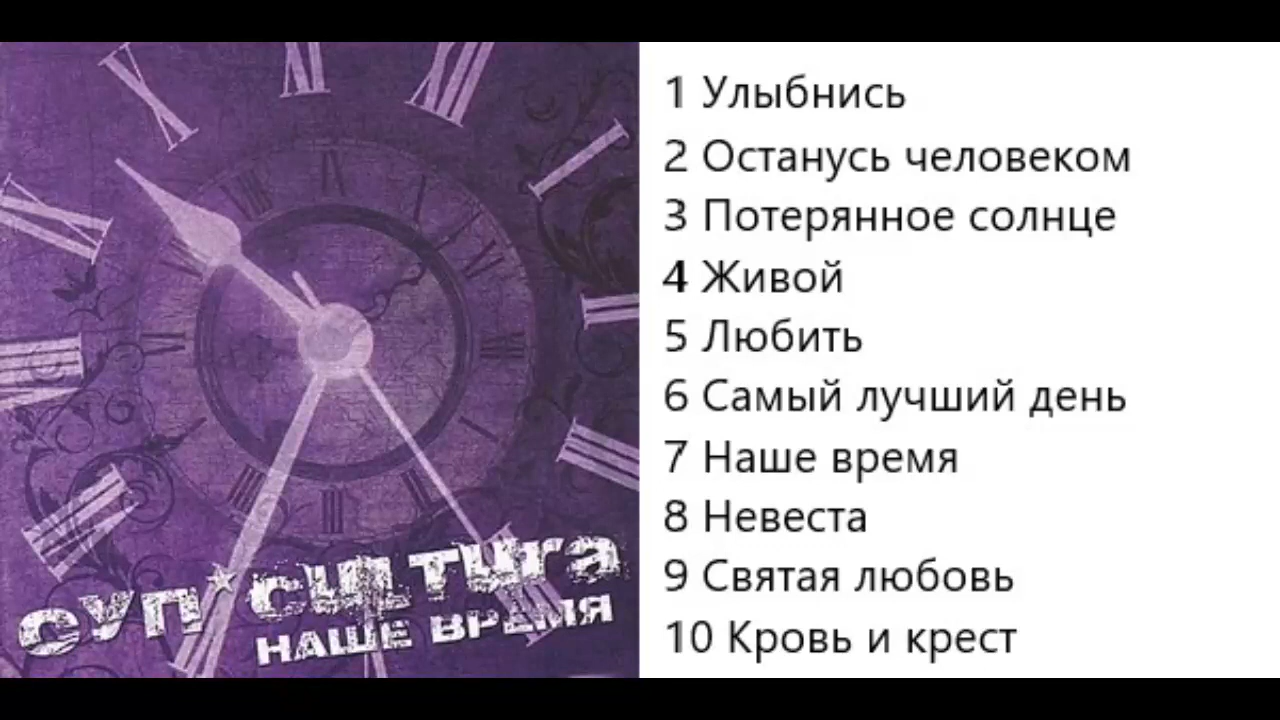 суп*cultura
НАШЕ ВРЕМЯ
1 Улыбнись
2 Останусь человеком
3 Потерянное солнце
4 Живой
5 Любить
6 Самый лучший день
7 Наше время
8 Невеста
9 Святая любовь
10 Кровь и крест